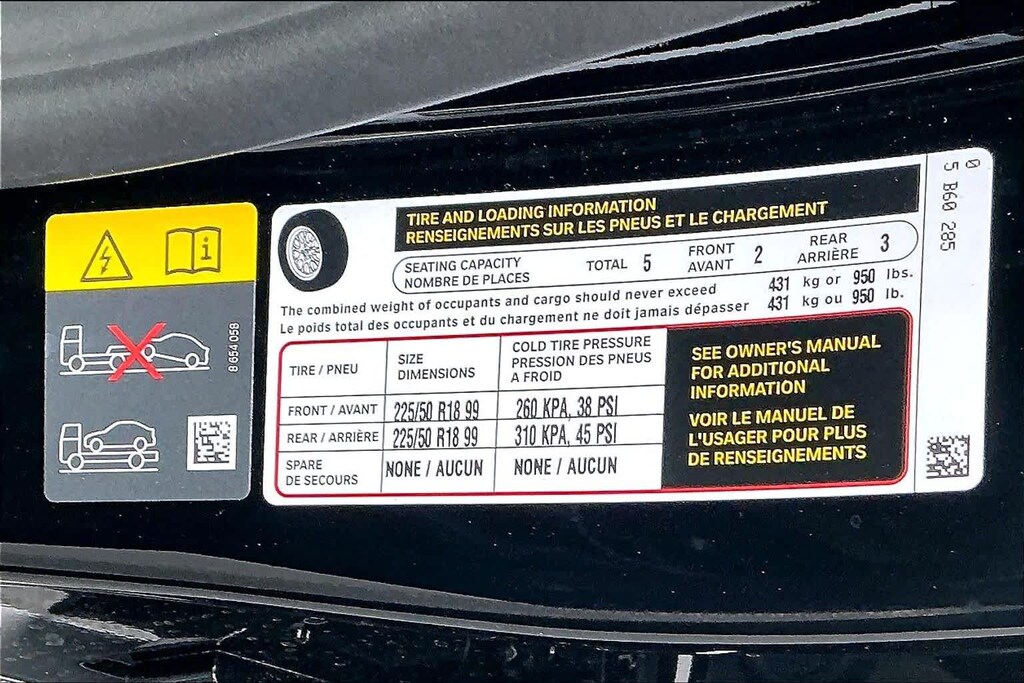 8 654 058
TIRE AND LOADING INFORMATION
RENSEIGNEMENTS SUR LES PNEUS ET LE CHARGEMENT
SEATING CAPACITY
NOMBRE DE PLACES
TOTAL 5
FRONT
AVANT
2
REAR
ARRIÈRE
3
The combined weight of occupants and cargo should never exceed 431 kg or 950 lbs.
Le poids total des occupants et du chargement ne doit jamais dépasser 431 kg ou 950 lb.
TIRE / PNEU
SIZE
DIMENSIONS
COLD TIRE PRESSURE
PRESSION DES PNEUS
A FROID
FRONT / AVANT 225/50 R18 99 260 KPA, 38 PSI
REAR / ARRIÈRE 225/50 R18 99 310 KPA, 45 PSI
SPARE
DE SECOURS
NONE / AUCUN NONE / AUCUN
SEE OWNER'S MANUAL
FOR ADDITIONAL
INFORMATION
VOIR LE MANUEL DE
L'USAGER POUR PLUS
DE RENSEIGNEMENTS
0
5 B60 285